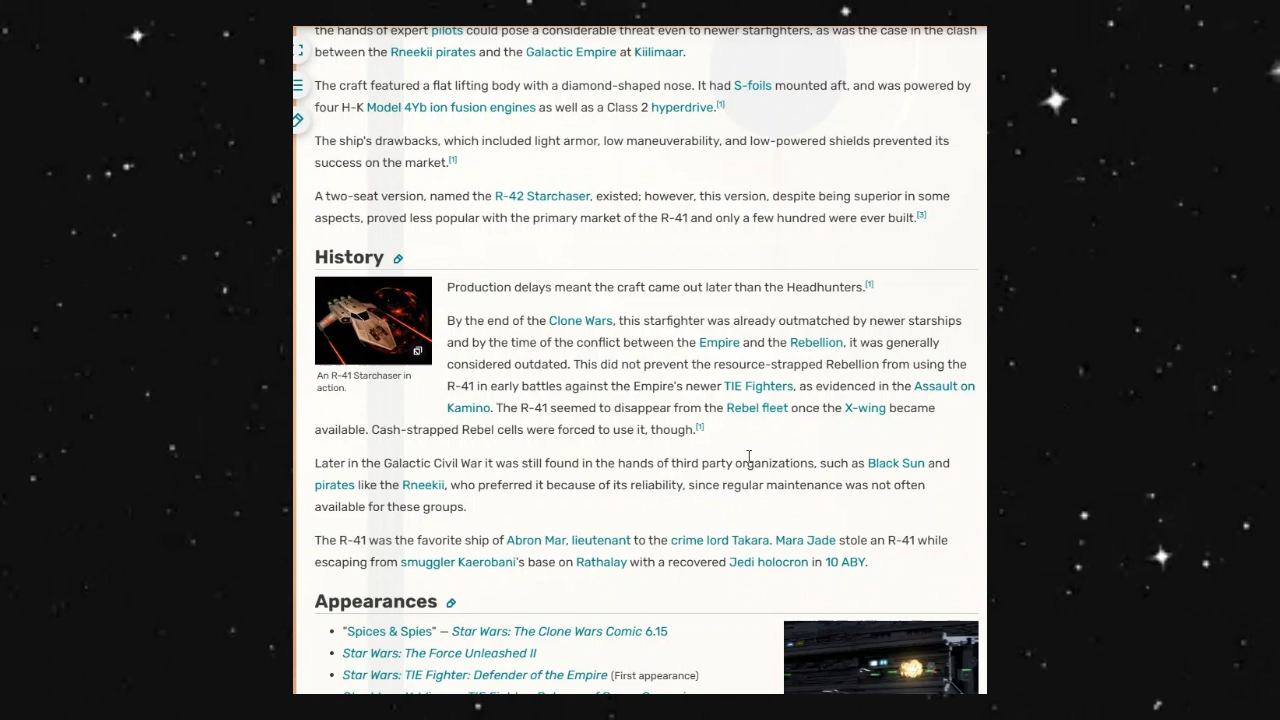 the hands of expert pilots could pose a considerable threat even to newer starfighters, as was the case in the clash
between the Rneekii pirates and the Galactic Empire at Kiilimaar.
The craft featured a flat lifting body with a diamond-shaped nose. It had S-foils mounted aft, and was powered by
four H-K Model 4Yb ion fusion engines as well as a Class 2 hyperdrive.[1]
The ship's drawbacks, which included light armor, low maneuverability, and low-powered shields prevented its
success on the market.[1]
A two-seat version, named the R-42 Starchaser, existed; however, this version, despite being superior in some
aspects, proved less popular with the primary market of the R-41 and only a few hundred were ever built.[3]
History
Production delays meant the craft came out later than the Headhunters.[1]
By the end of the Clone Wars, this starfighter was already outmatched by newer starships
and by the time of the conflict between the Empire and the Rebellion, it was generally
considered outdated. This did not prevent the resource-strapped Rebellion from using the
R-41 in early battles against the Empire's newer TIE Fighters, as evidenced in the Assault on
Kamino. The R-41 seemed to disappear from the Rebel fleet once the X-wing became
available. Cash-strapped Rebel cells were forced to use it, though.[1]
An R-41 Starchaser in
action.
Later in the Galactic Civil War it was still found in the hands of third party organizations, such as Black Sun and
pirates like the Rneekii, who preferred it because of its reliability, since regular maintenance was not often
available for these groups.
The R-41 was the favorite ship of Abron Mar, lieutenant to the crime lord Takara. Mara Jade stole an R-41 while
escaping from smuggler Kaerobani's base on Rathalay with a recovered Jedi holocron in 10 ABY.
Appearances
• "Spices & Spies" — Star Wars: The Clone Wars Comic 6.15
• Star Wars: The Force Unleashed II
• Star Wars: TIE Fighter: Defender of the Empire (First appearance)